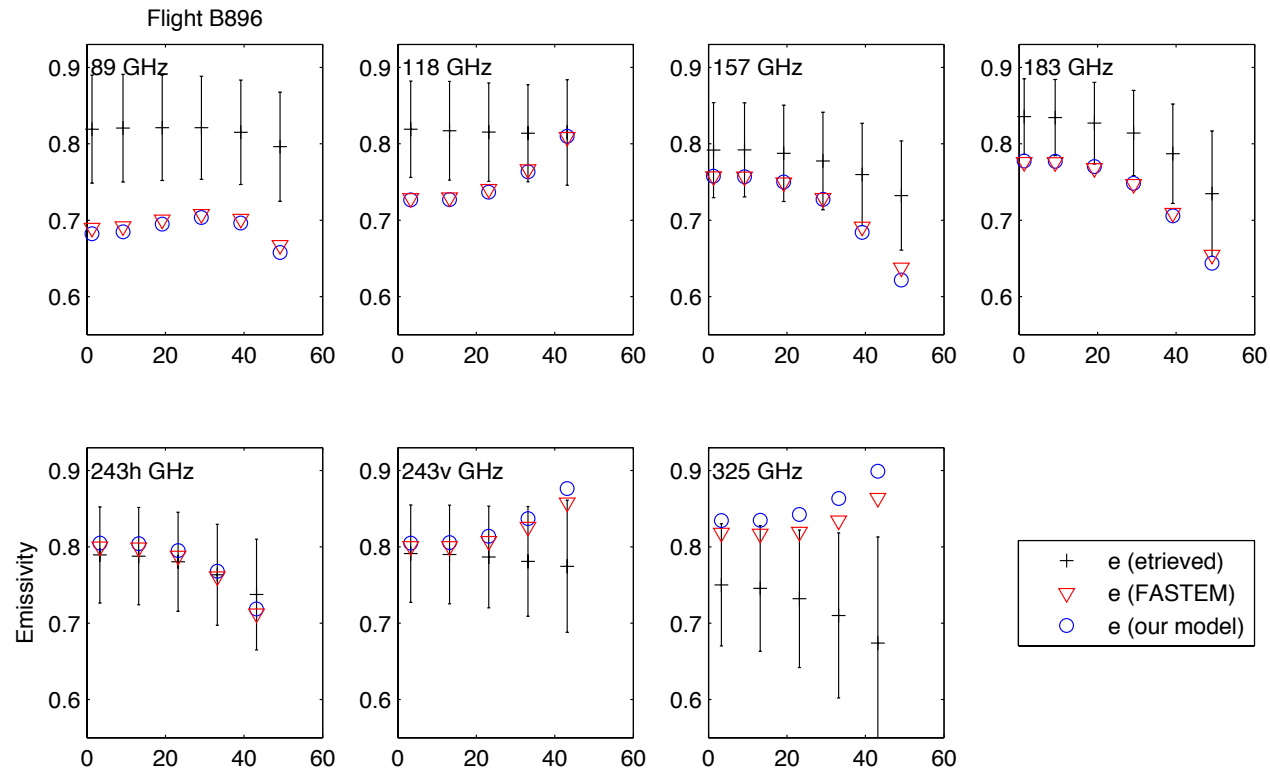 Flight B896
89 GHz
0.9
0.8
0.7
0.6
0 20 40 60
118 GHz
0.9
0.8
0.7
0.6
0 20 40 60
157 GHz
0.9
0.8
0.7
0.6
0 20 40 60
183 GHz
0.9
0.8
0.7
0.6
0 20 40 60
243h GHz
0.9
0.8
0.7
0.6
Emissivity
0 20 40 60
243v GHz
0.9
0.8
0.7
0.6
0 20 40 60
325 GHz
0.9
0.8
0.7
0.6
0 20 40 60
e (etrieved)
e (FASTEM)
e (our model)